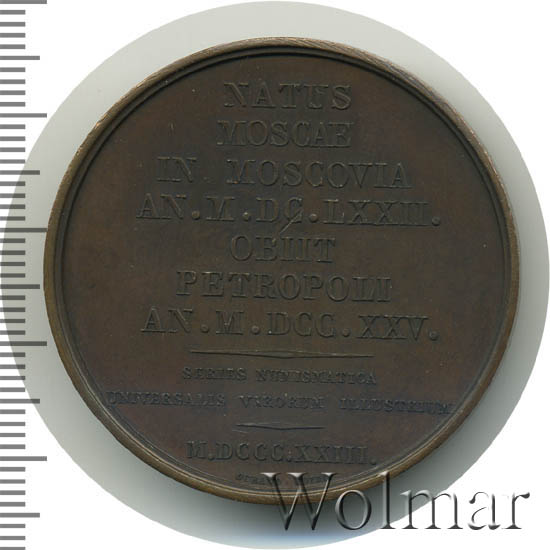 NATUS
MOSCAE
IN MOSCOVIA
AN.M.DC.LXXII.
OBIIT
PETROPOLI
AN.M.DCC.XXV.
SERIES NUMISMATICA
UNIVERSALIS VIRORUM ILLUSTRIUM
M.DCCC.XXIII.
Wolmar